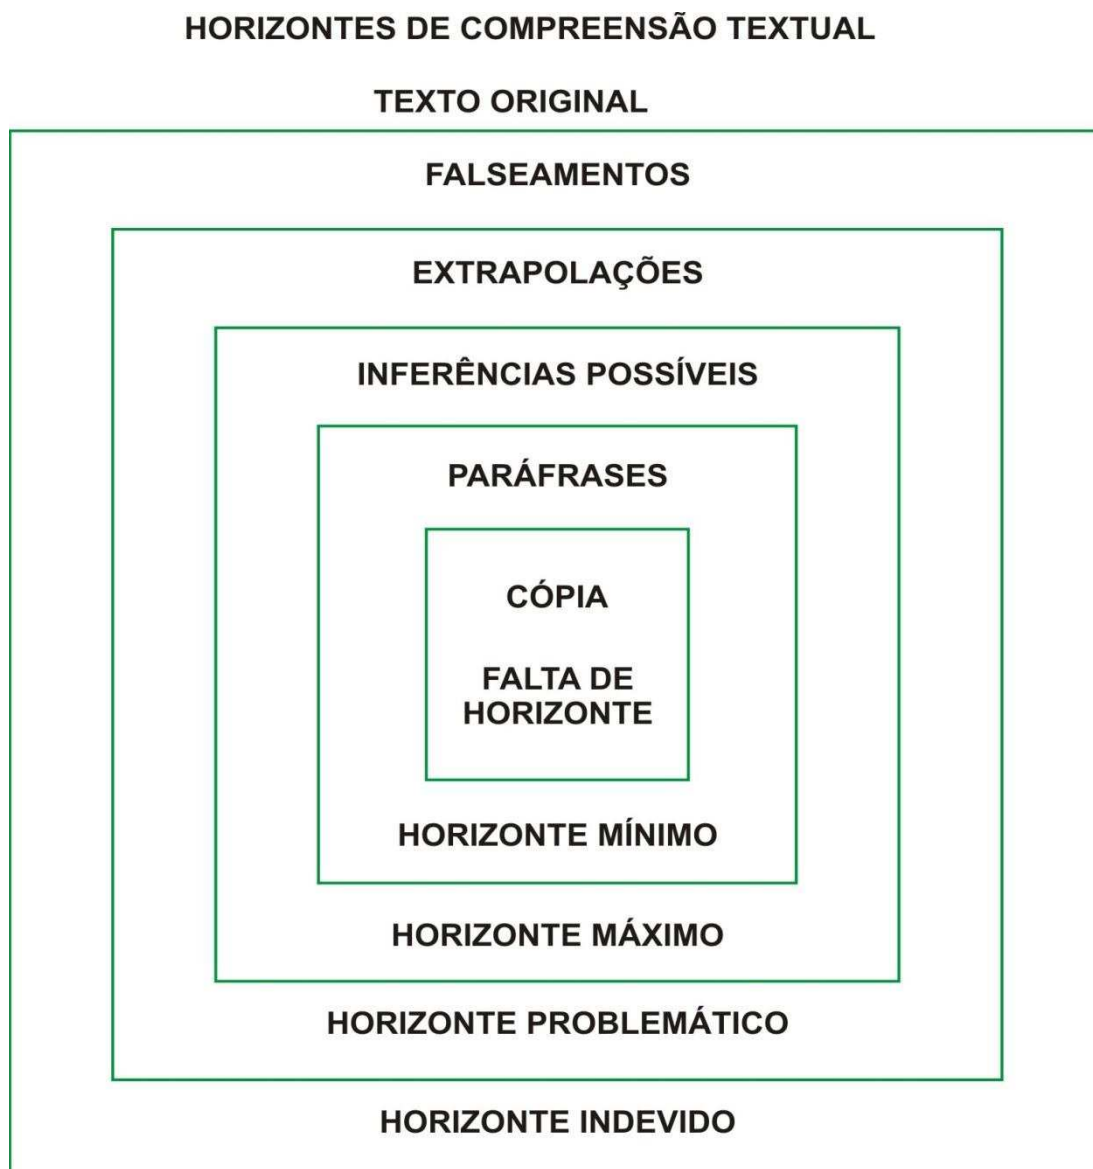 HORIZONTES DE COMPREENSÃO TEXTUAL
TEXTO ORIGINAL
FALSEAMENTOS
EXTRAPOLAÇÕES
INFERÊNCIAS POSSÍVEIS
PARÁFRASES
CÓPIA
FALTA DE
HORIZONTE
HORIZONTE MÍNIMO
HORIZONTE MÁXIMO
HORIZONTE PROBLEMÁTICO
HORIZONTE INDEVIDO